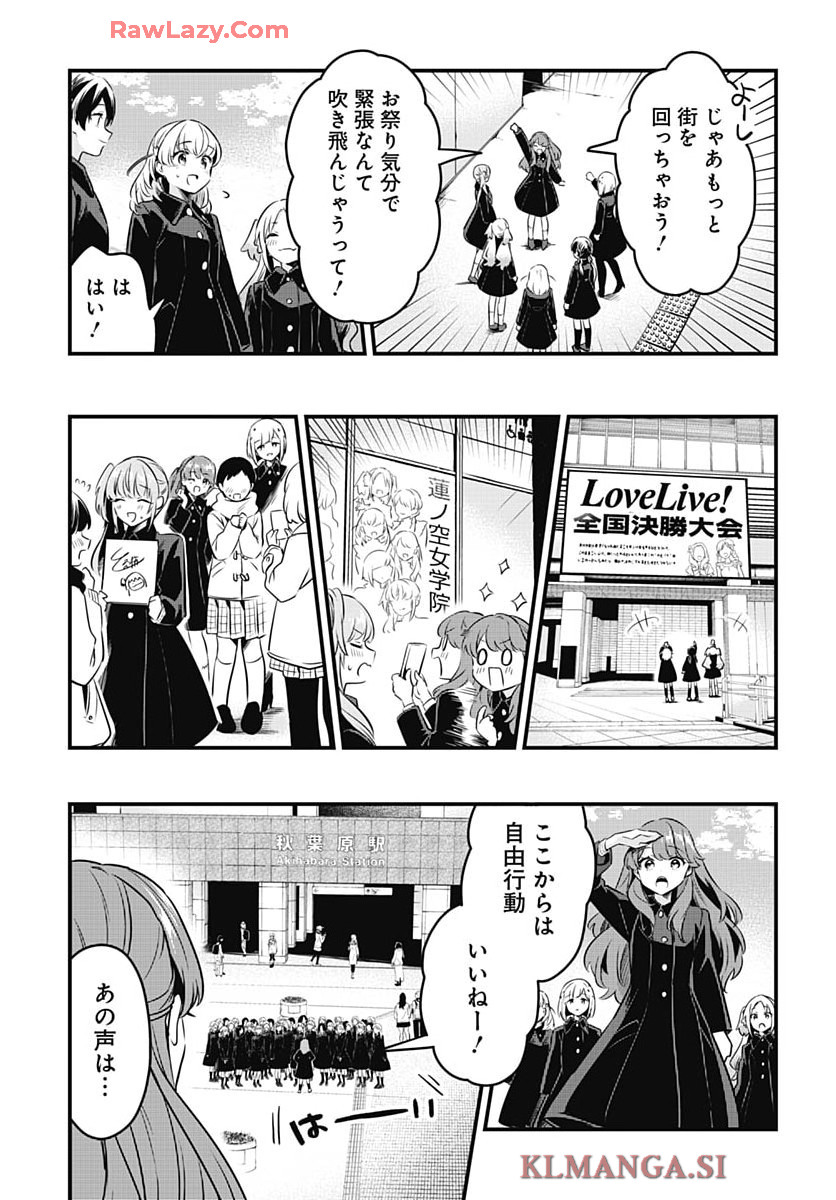 RawLazy.Com
よーし
じゃあもっと
街を
回っちゃおう!
お祭り気分で
緊張なんて
吹き飛んじゃうって!
は
はい!
LoveLive!
全国決勝大会
蓮ノ空女学院
ここからは
自由行動
いいねー!
秋葉原駅
Akihabara Station
はーい
あの声は…
KLMANGA.SI